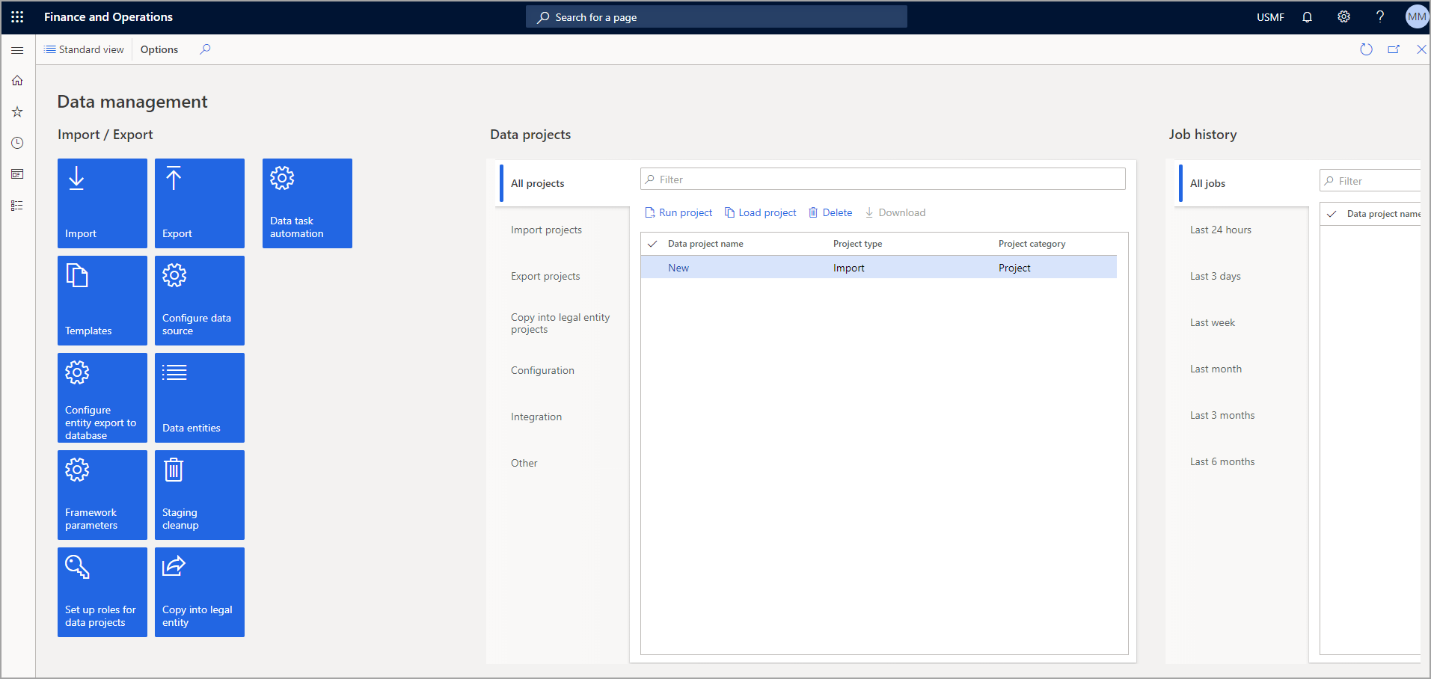 Finance and Operations
Search for a page
USMF
MM
Standard view
Options
Data management
Import / Export
Import
Export
Data task
automation
Templates
Configure data
source
Configure
entity export to
database
Data entities
Framework
parameters
Staging
cleanup
Set up roles for
data projects
Copy into legal
entity
Data projects
All projects
Import projects
Export projects
Copy into legal entity
projects
Configuration
Integration
Other
Filter
Run project
Load project
Delete
Download
Data project name
Project type
Project category
New
Import
Project
Job history
All jobs
Last 24 hours
Last 3 days
Last week
Last month
Last 3 months
Last 6 months
Filter
Data project name